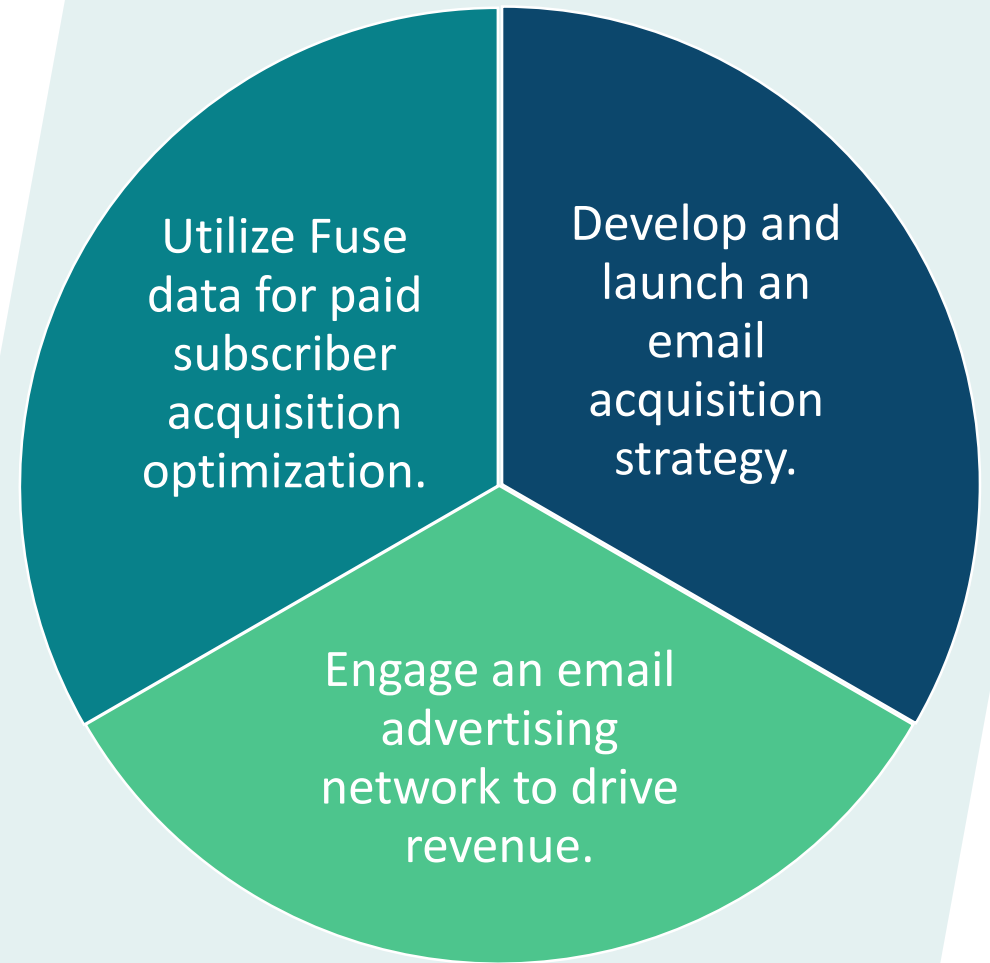 Utilize Fuse
data for paid
subscriber
acquisition
optimization.
Develop and
launch an
email
acquisition
strategy.
Engage an email
advertising
network to drive
revenue.